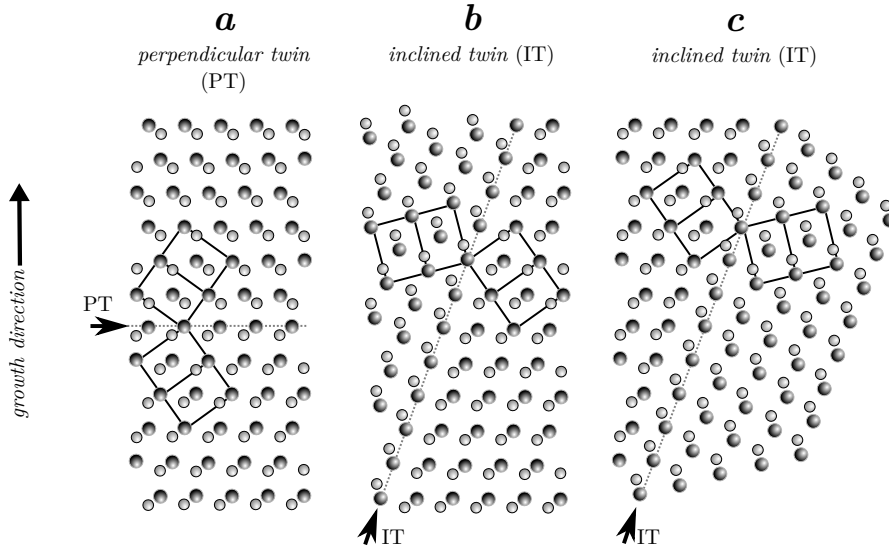 a
perpendicular twin
(PT)
b
inclined twin (IT)
c
inclined twin (IT)
growth direction
PT
IT
IT